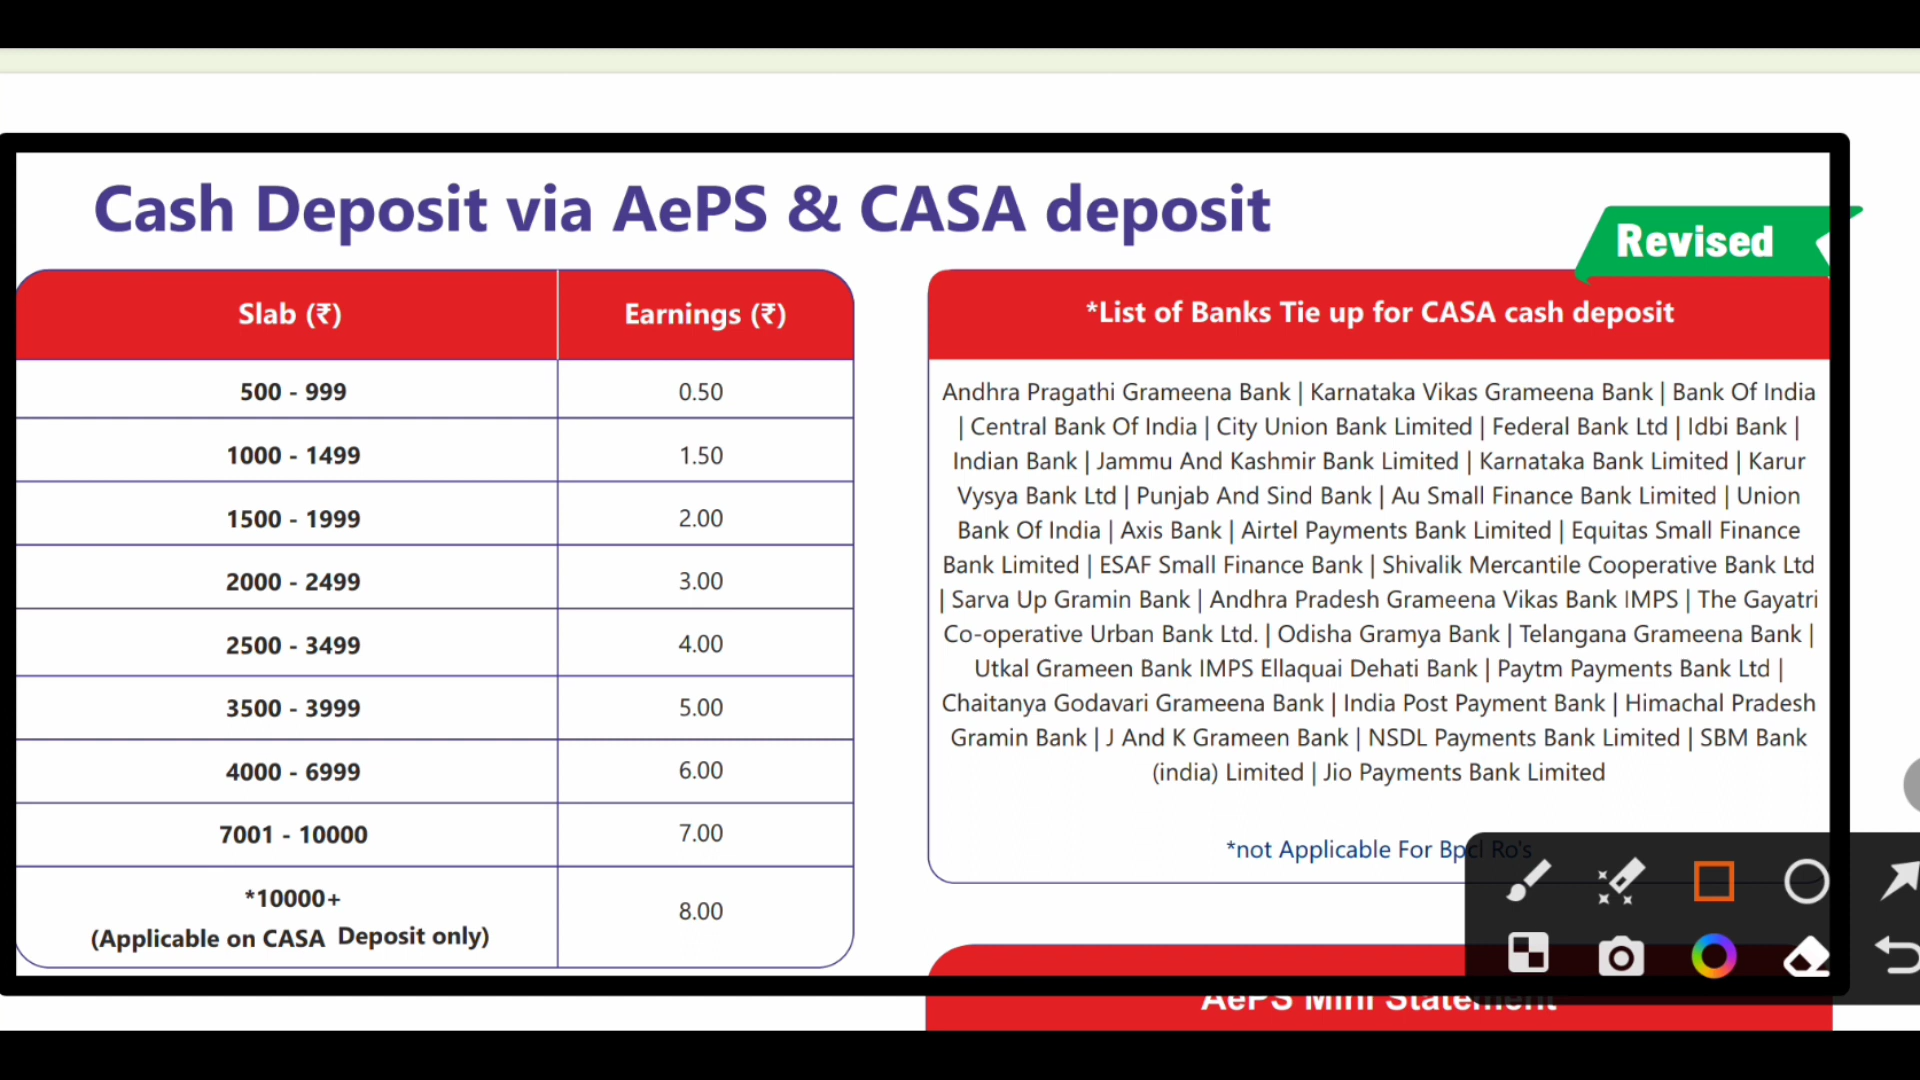 Cash Deposit via AePS & CASA deposit
Revised
Slab (₹) Earnings (₹)
500 - 999 0.50
1000 - 1499 1.50
1500 - 1999 2.00
2000 - 2499 3.00
2500 - 3499 4.00
3500 - 3999 5.00
4000 - 6999 6.00
7001 - 10000 7.00
*10000+
(Applicable on CASA Deposit only) 8.00
*List of Banks Tie up for CASA cash deposit
Andhra Pragathi Grameena Bank | Karnataka Vikas Grameena Bank | Bank Of India
| Central Bank Of India | City Union Bank Limited | Federal Bank Ltd | Idbi Bank |
Indian Bank | Jammu And Kashmir Bank Limited | Karnataka Bank Limited | Karur
Vysya Bank Ltd | Punjab And Sind Bank | Au Small Finance Bank Limited | Union
Bank Of India | Axis Bank | Airtel Payments Bank Limited | Equitas Small Finance
Bank Limited | ESAF Small Finance Bank | Shivalik Mercantile Cooperative Bank Ltd
| Sarva Up Gramin Bank | Andhra Pradesh Grameena Vikas Bank IMPS | The Gayatri
Co-operative Urban Bank Ltd. | Odisha Gramya Bank | Telangana Grameena Bank |
Utkal Grameen Bank IMPS Ellaquai Dehati Bank | Paytm Payments Bank Ltd |
Chaitanya Godavari Grameena Bank | India Post Payment Bank | Himachal Pradesh
Gramin Bank | J And K Grameen Bank | NSDL Payments Bank Limited | SBM Bank
(india) Limited | Jio Payments Bank Limited
*not Applicable For Bpcl Ro's
AePS Mini Statement